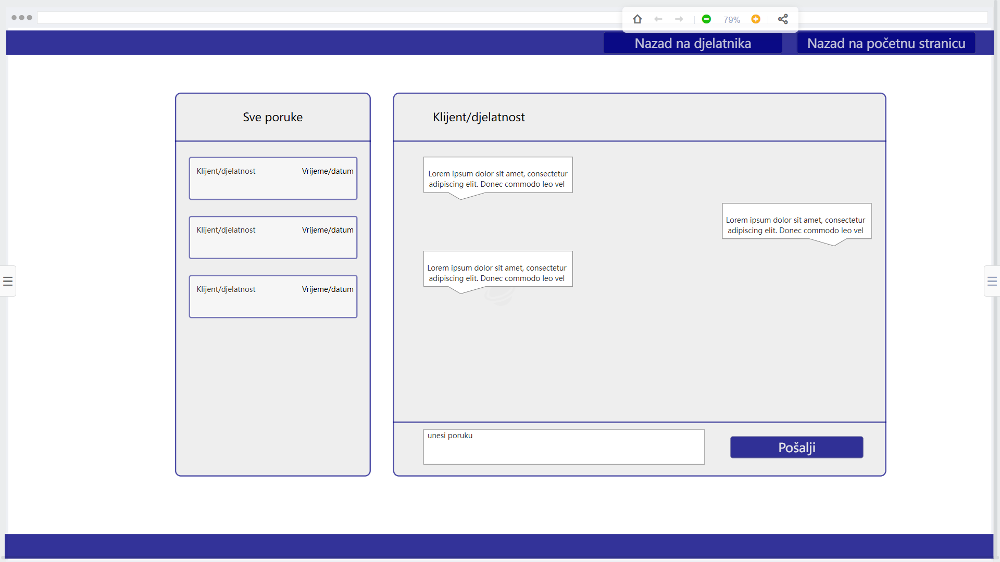 79%
Nazad na djelatnika
Nazad na početnu stranicu
Sve poruke
Klijent/djelatnost
Vrijeme/datum
Klijent/djelatnost
Vrijeme/datum
Klijent/djelatnost
Vrijeme/datum
Klijent/djelatnost
Lorem ipsum dolor sit amet, consectetur
adipiscing elit. Donec commodo leo vel
Lorem ipsum dolor sit amet, consectetur
adipiscing elit. Donec commodo leo vel
Lorem ipsum dolor sit amet, consectetur
adipiscing elit. Donec commodo leo vel
unesi poruku
Pošalji